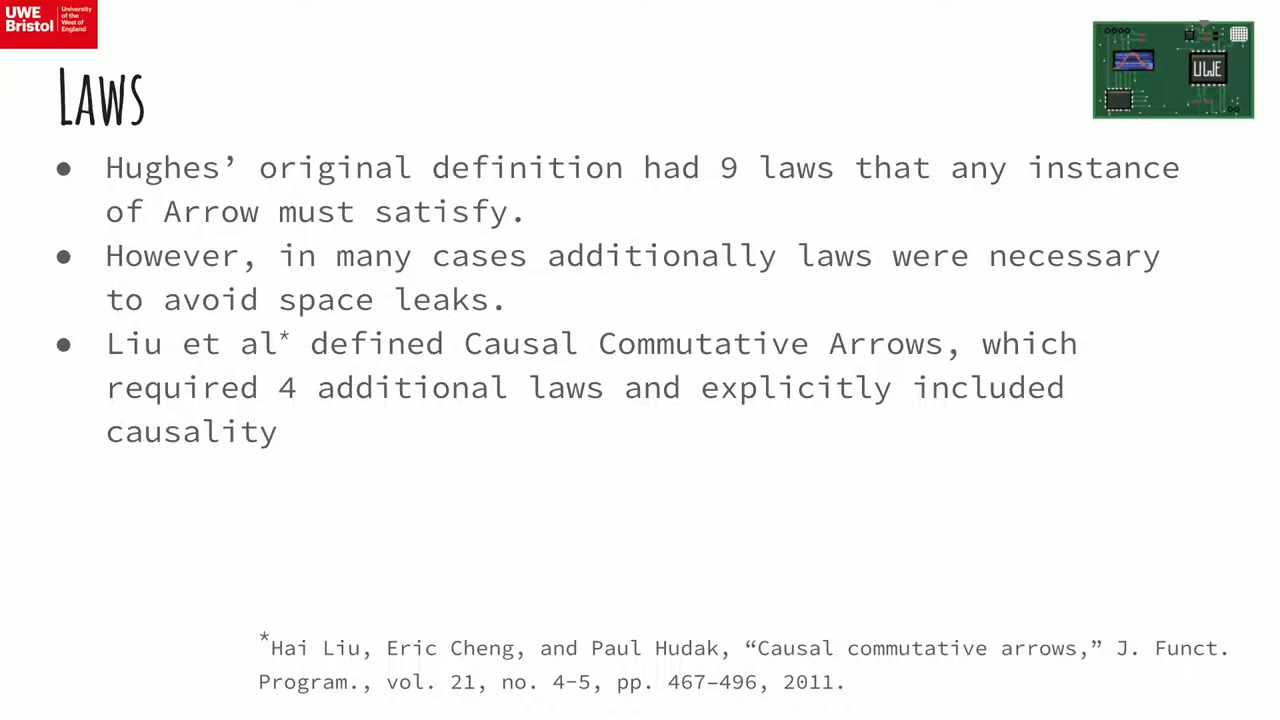 UWE Bristol
University of the West of England
UWE
Laws
● Hughes’ original definition had 9 laws that any instance
of Arrow must satisfy.
● However, in many cases additionally laws were necessary
to avoid space leaks.
● Liu et al* defined Causal Commutative Arrows, which
required 4 additional laws and explicitly included
causality
*Hai Liu, Eric Cheng, and Paul Hudak, “Causal commutative arrows,” J. Funct.
Program., vol. 21, no. 4–5, pp. 467–496, 2011.